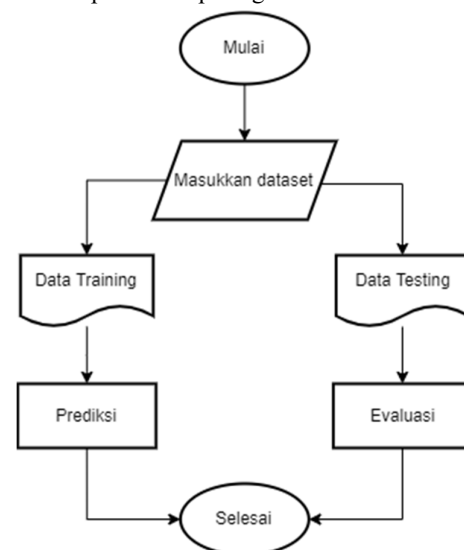 Mulai
Masukkan dataset
Data Training
Data Testing
Prediksi
Evaluasi
Selesai